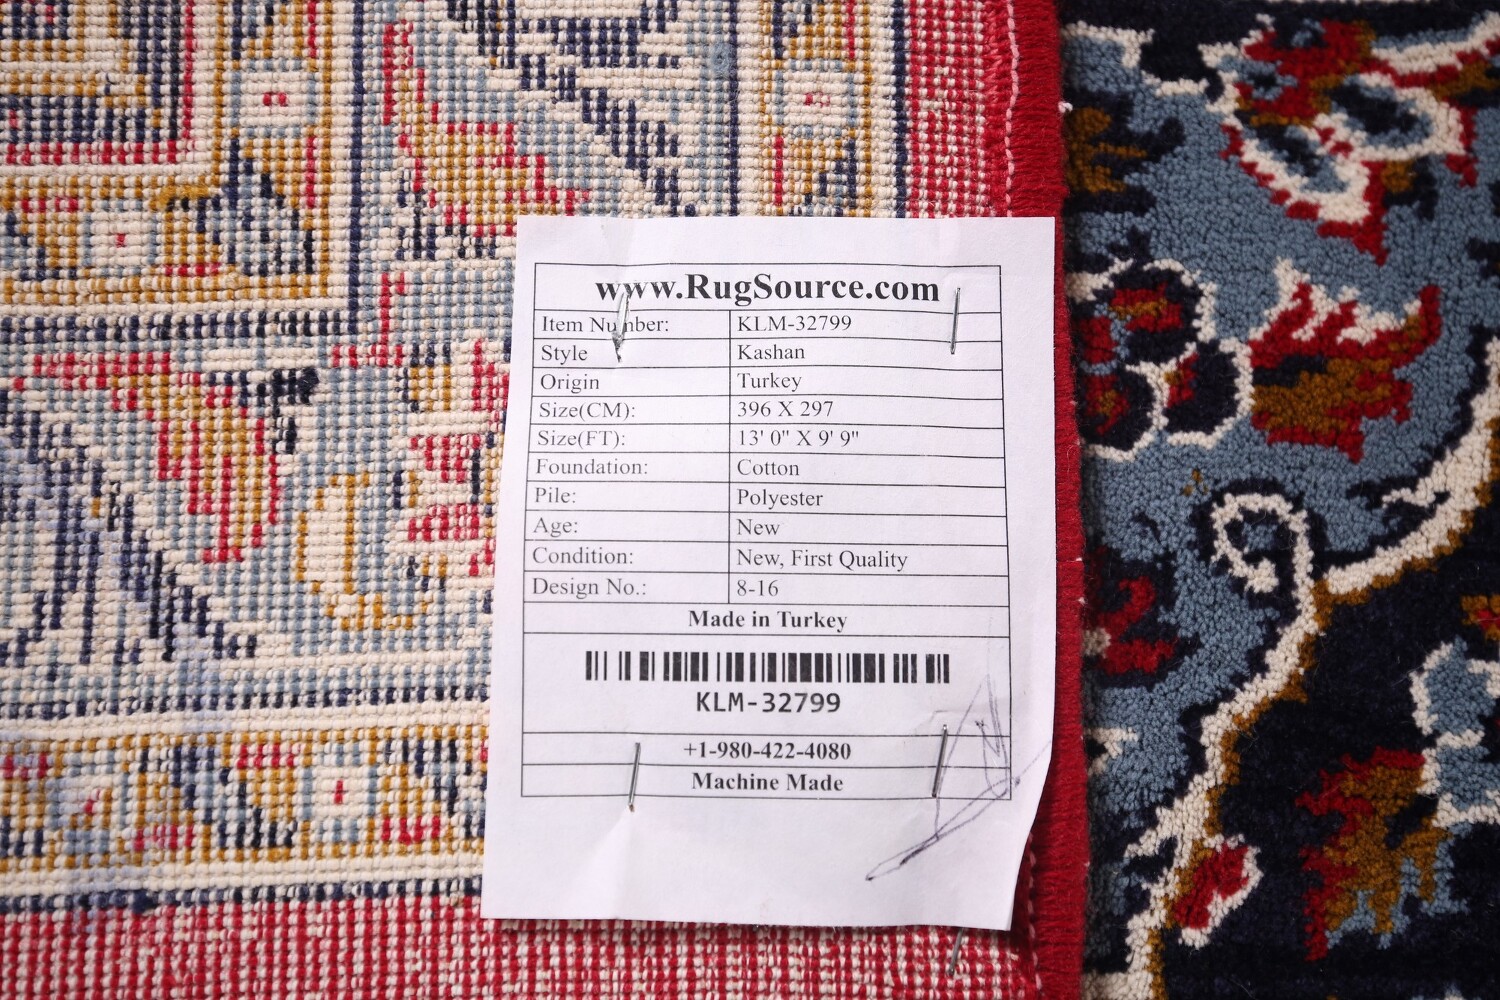 www.RugSource.com
Item Number: KLM-32799
Style Kashan
Origin Turkey
Size(CM): 396 X 297
Size(FT): 13' 0" X 9' 9"
Foundation: Cotton
Pile: Polyester
Age: New
Condition: New, First Quality
Design No.: 8-16
Made in Turkey
KLM-32799
+1-980-422-4080
Machine Made